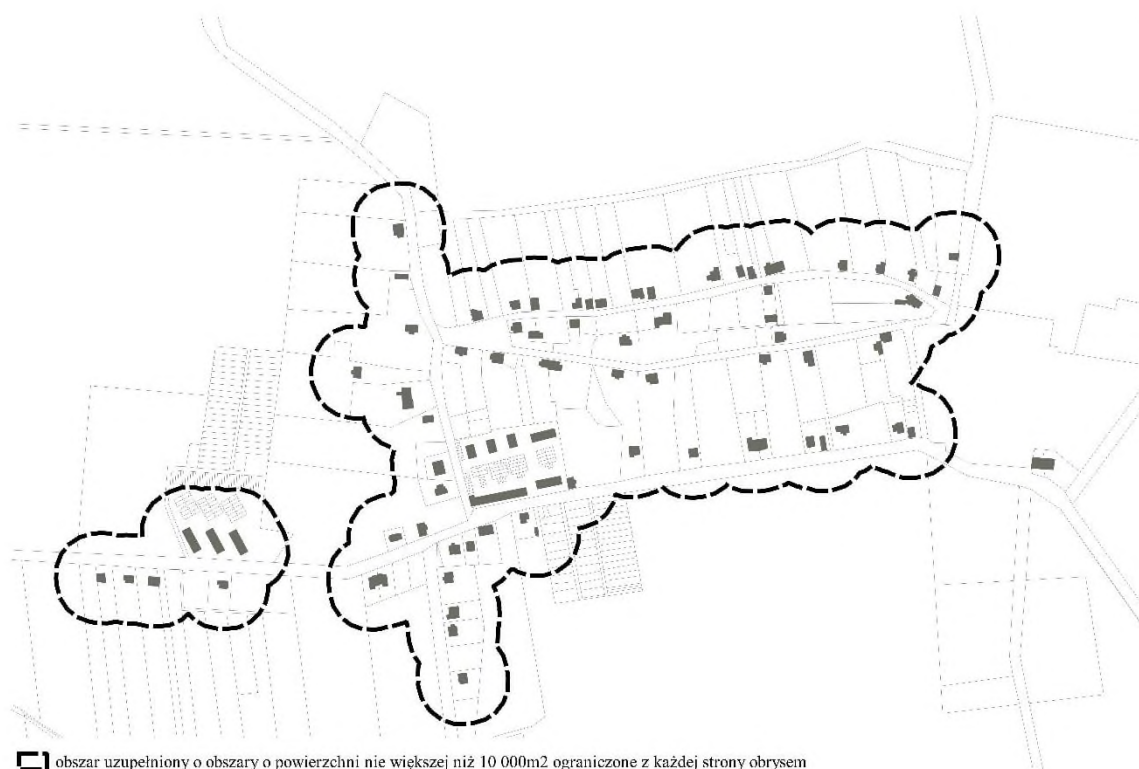 obszar uzupełniony o obszary o powierzchni nie większej niż 10 000m2 ograniczone z każdej strony obrysem